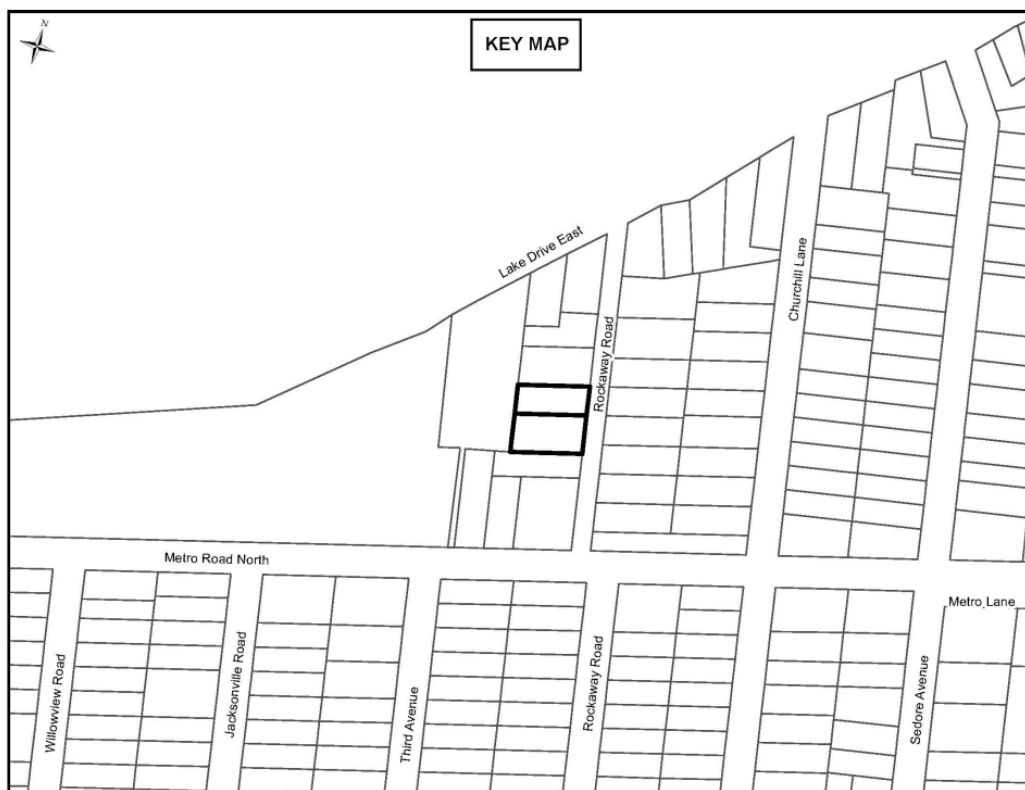 N
KEY MAP
Lake Drive East
Churchill Lane
Rockaway Road
Metro Road North
Metro Lane
Willowview Road
Jacksonville Road
Third Avenue
Rockaway Road
Sedore Avenue